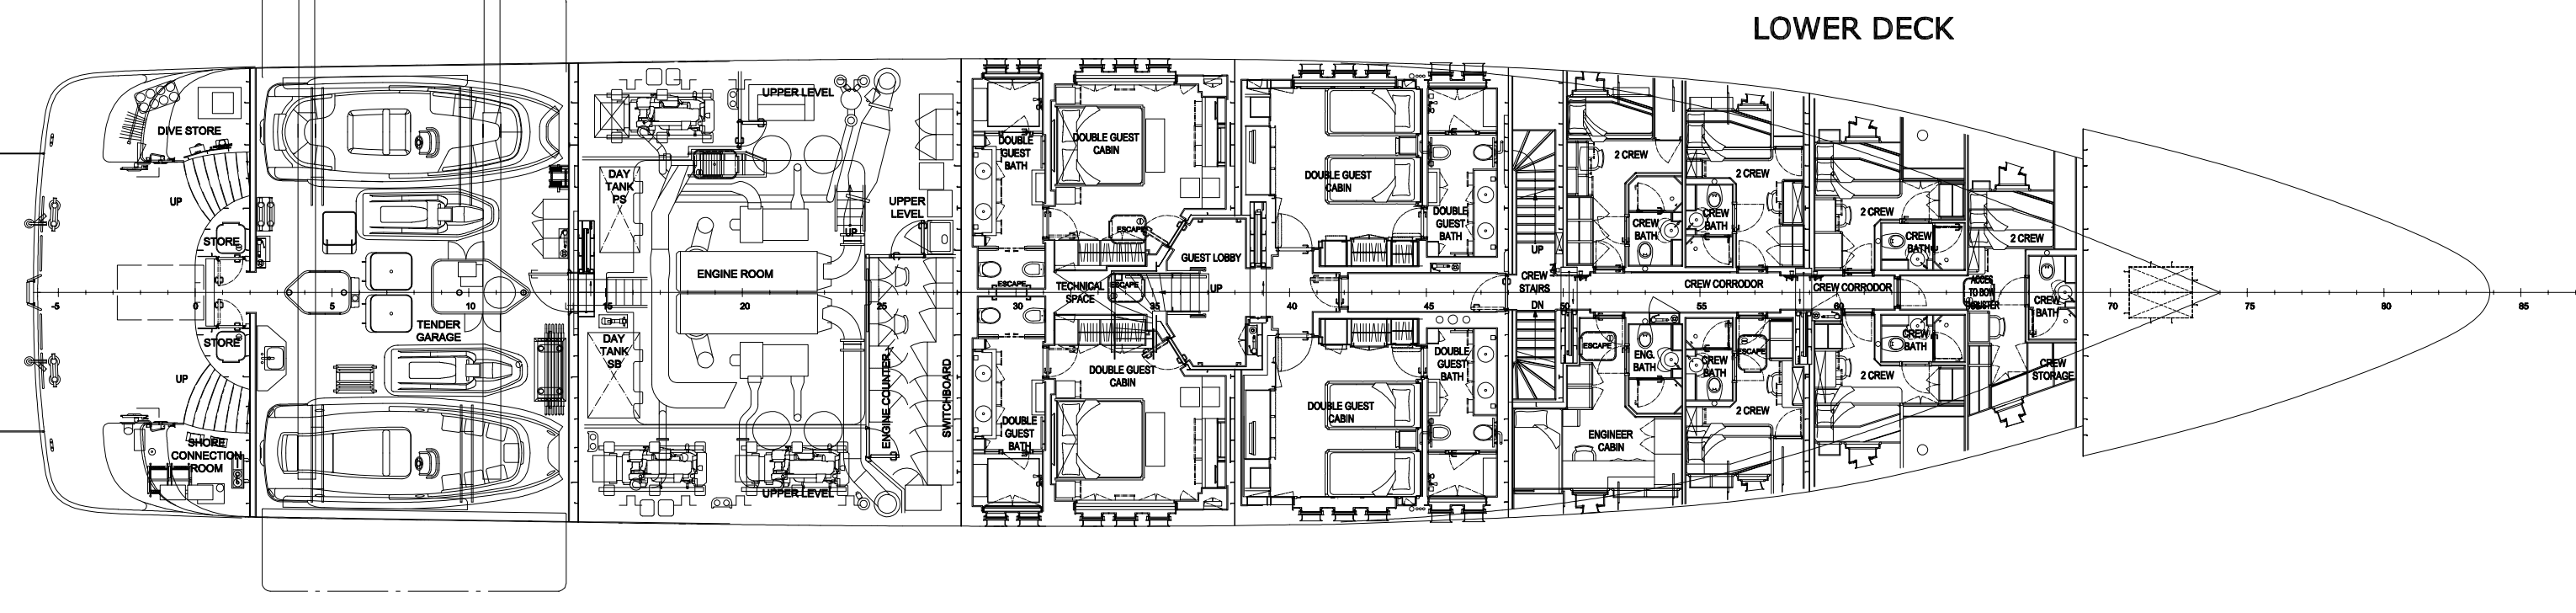 LOWER DECK
DIVE STORE
UP
STORE
STORE
UP
SHORE
CONNECTION
ROOM
TENDER
GARAGE
UPPER LEVEL
DAY
TANK
PS
UPPER
LEVEL
UP
ENGINE ROOM
DAY
TANK
SB
ENGINE COUNTER
SWITCHBOARD
UPPER LEVEL
DOUBLE
GUEST
BATH
DOUBLE GUEST
CABIN
ESCAPE
GUEST LOBBY
ESCAPE
TECHNICAL
SPACE
ESCAPE
UP
DOUBLE GUEST
CABIN
DOUBLE
GUEST
BATH
DOUBLE GUEST
CABIN
DOUBLE
GUEST
BATH
DOUBLE GUEST
CABIN
DOUBLE
GUEST
BATH
UP
CREW
STAIRS
DN
2 CREW
CREW
BATH
2 CREW
CREW
BATH
2 CREW
CREW
BATH
2 CREW
CREW CORRODOR
CREW CORRODOR
ACCES
TO BOW
THRUSTER
CREW
BATH
ESCAPE
ENG.
BATH
CREW
BATH
ESCAPE
2 CREW
ENGINEER
CABIN
CREW
BATH
2 CREW
CREW
STORAGE
-5 0 5 10 15 20 25 30 35 40 45 50 55 60 70 75 80 85